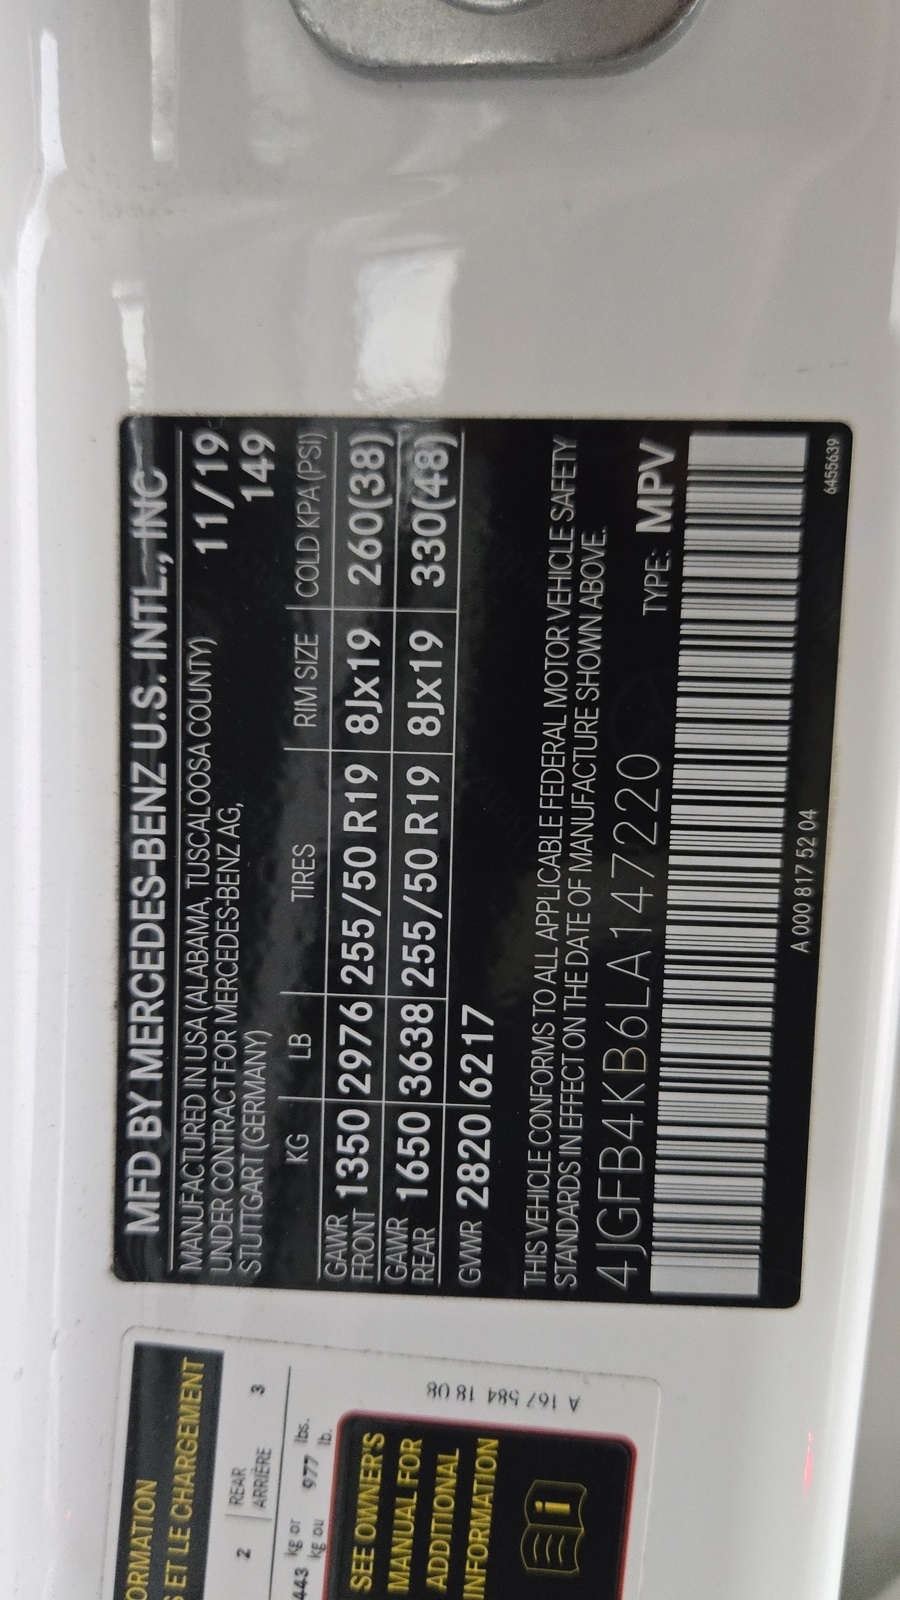 MFD BY MERCEDES-BENZ U.S. INTL., INC
MANUFACTURED IN USA (ALABAMA, TUSCALOOSA COUNTY) 11/19
UNDER CONTRACT FOR MERCEDES-BENZ AG, 149
STUTTGART (GERMANY)
KG LB TIRES RIM SIZE COLD KPA (PSI)
GAWR FRONT 1350 2976 255/50 R19 8Jx19 260(38)
GAWR REAR 1650 3638 255/50 R19 8Jx19 330(48)
GVWR 2820 6217
THIS VEHICLE CONFORMS TO ALL APPLICABLE FEDERAL MOTOR VEHICLE SAFETY
STANDARDS IN EFFECT ON THE DATE OF MANUFACTURE SHOWN ABOVE.
4JGFB4KB6LA147220 TYPE: MPV
A 000 817 52 04
6455639
ORMATION
S ET LE CHARGEMENT
2 REAR 3
ARRIÈRE
443 kg or 977 lbs.
kg ou lb.
SEE OWNER'S
MANUAL FOR
ADDITIONAL
INFORMATION
i
A 167 584 18 08